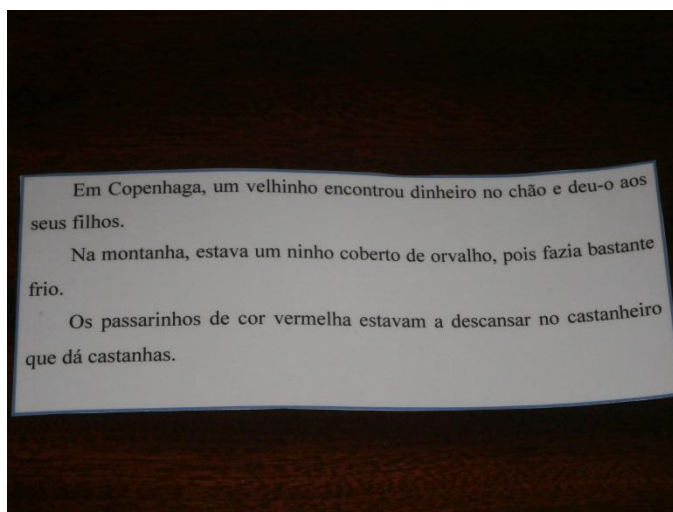 Em Copenhaga, um velhinho encontrou dinheiro no chão e deu-o aos
seus filhos.
Na montanha, estava um ninho coberto de orvalho, pois fazia bastante
frio.
Os passarinhos de cor vermelha estavam a descansar no castanheiro
que dá castanhas.